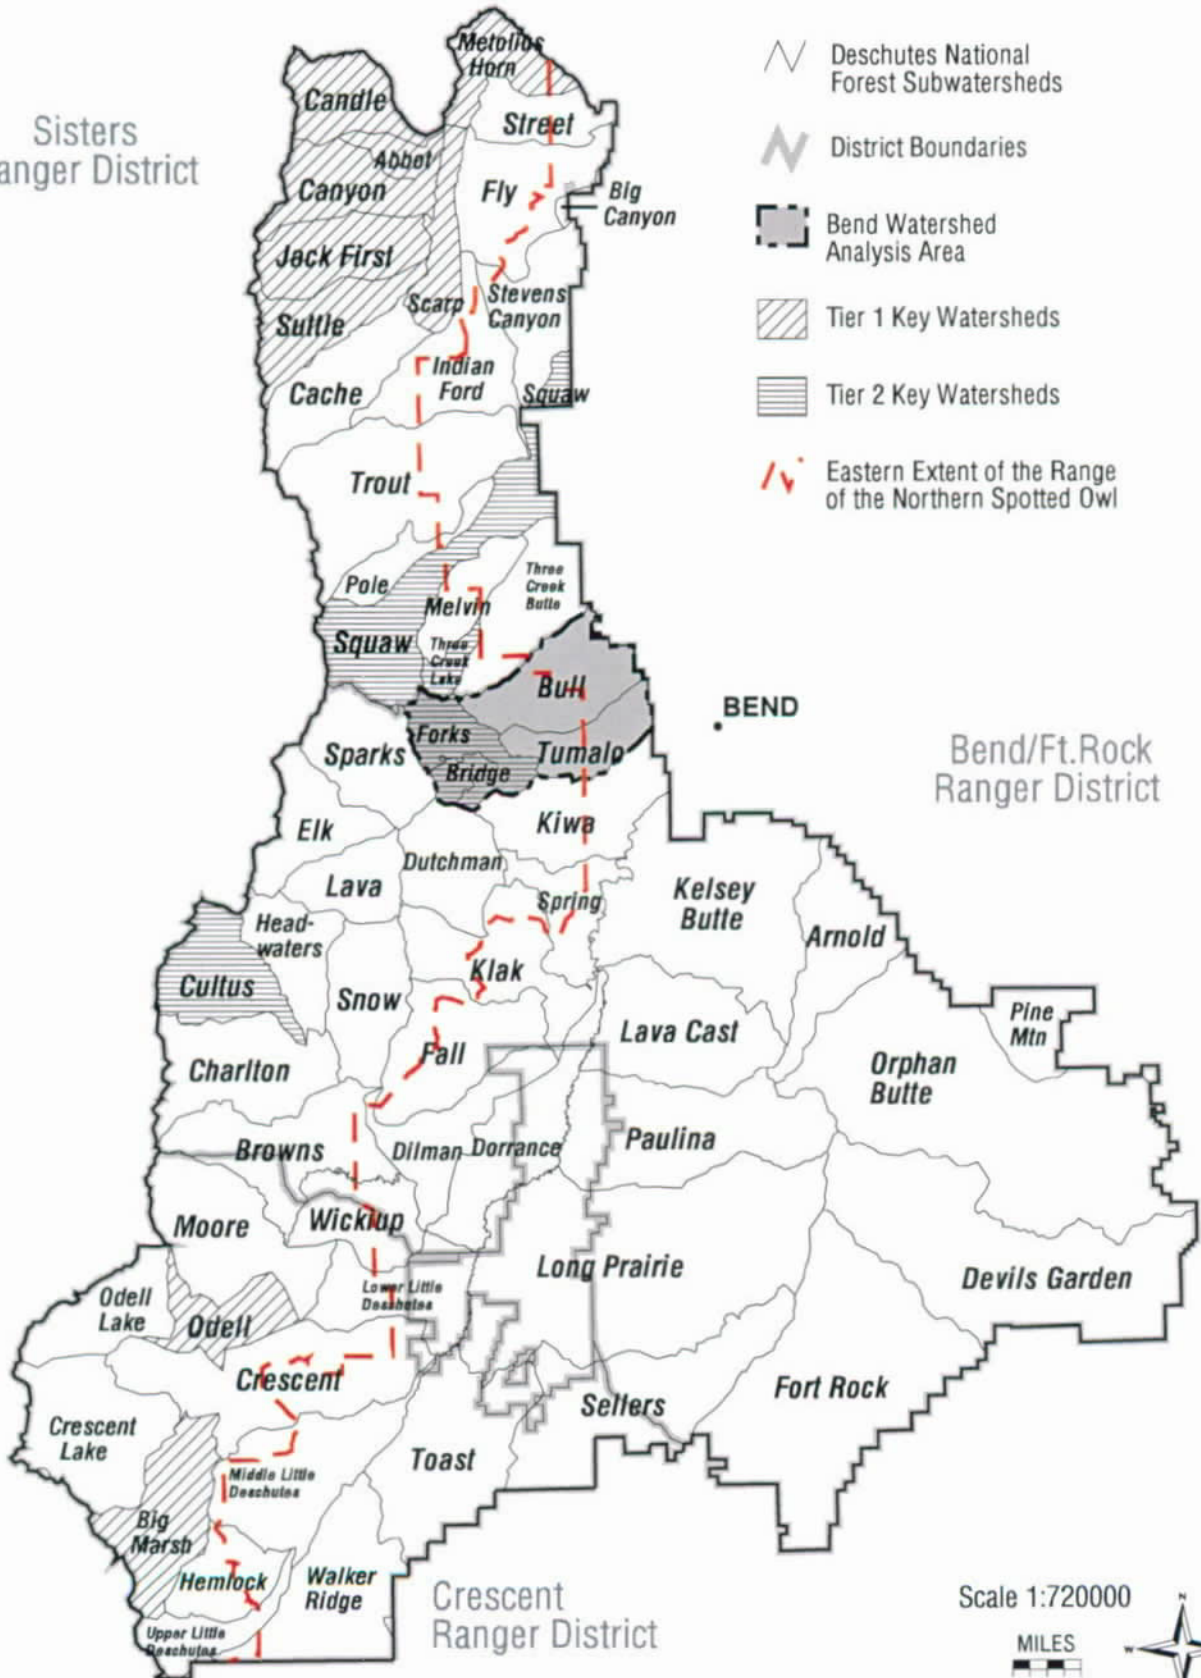 Metolius
Horn
Candle
Street
Abbot
Canyon
Fly
Big
Canyon
Jack First
Scarp
Stevens
Canyon
Suttle
Indian
Ford
Cache
Squaw
Trout
Pole
Melvin
Three
Creek
Butte
Squaw
Three
Creek
Lake
Bull
Forks
Sparks
Tumalo
Bridge
Kiwa
Elk
Dutchman
Lava
Spring
Kelsey
Butte
Head-
waters
Arnold
Klak
Cultus
Snow
Lava Cast
Pine
Mtn
Fall
Charlton
Orphan
Butte
Browns
Dilman
Dorrance
Paulina
Moore
Wickiup
Long Prairie
Devils Garden
Lower Little
Deschutes
Odell
Lake
Odell
Crescent
Fort Rock
Sellers
Crescent
Lake
Toast
Middle Little
Deschutes
Big
Marsh
Hemlock
Walker
Ridge
Upper Little
Deschutes
Sisters
anger District
BEND
Bend/Ft.Rock
Ranger District
Crescent
Ranger District
Deschutes National
Forest Subwatersheds
District Boundaries
Bend Watershed
Analysis Area
Tier 1 Key Watersheds
Tier 2 Key Watersheds
Eastern Extent of the Range
of the Northern Spotted Owl
Scale 1:720000
MILES
N
W